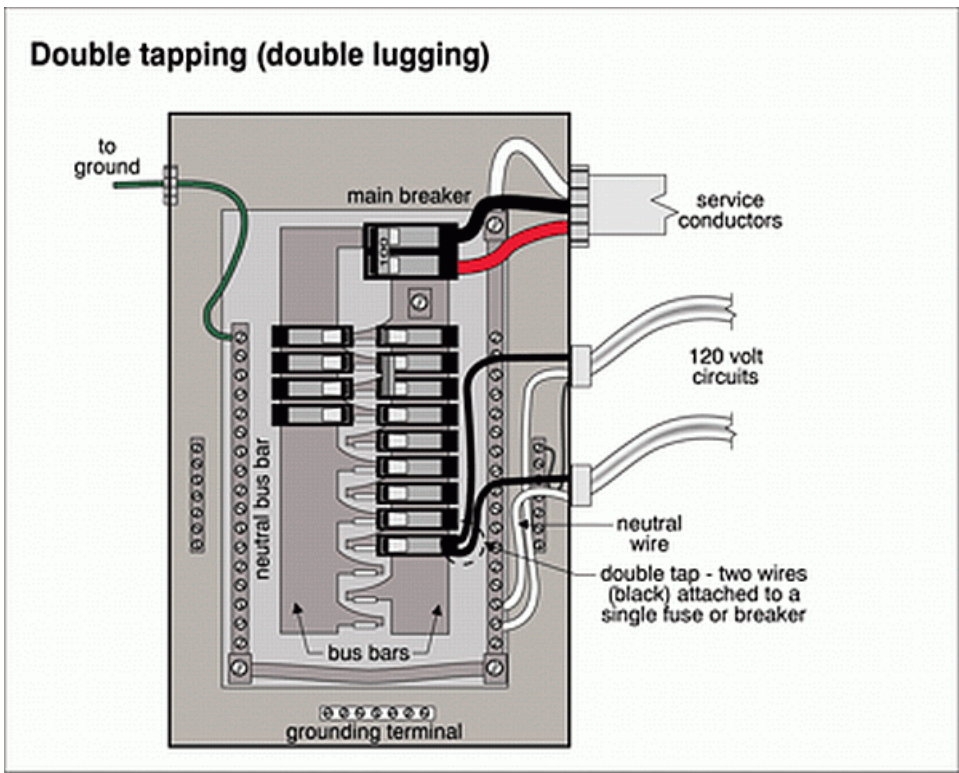 Double tapping (double lugging)
to
ground
main breaker
100
service
conductors
120 volt
circuits
neutral bus bar
neutral
wire
double tap - two wires
(black) attached to a
single fuse or breaker
bus bars
grounding terminal